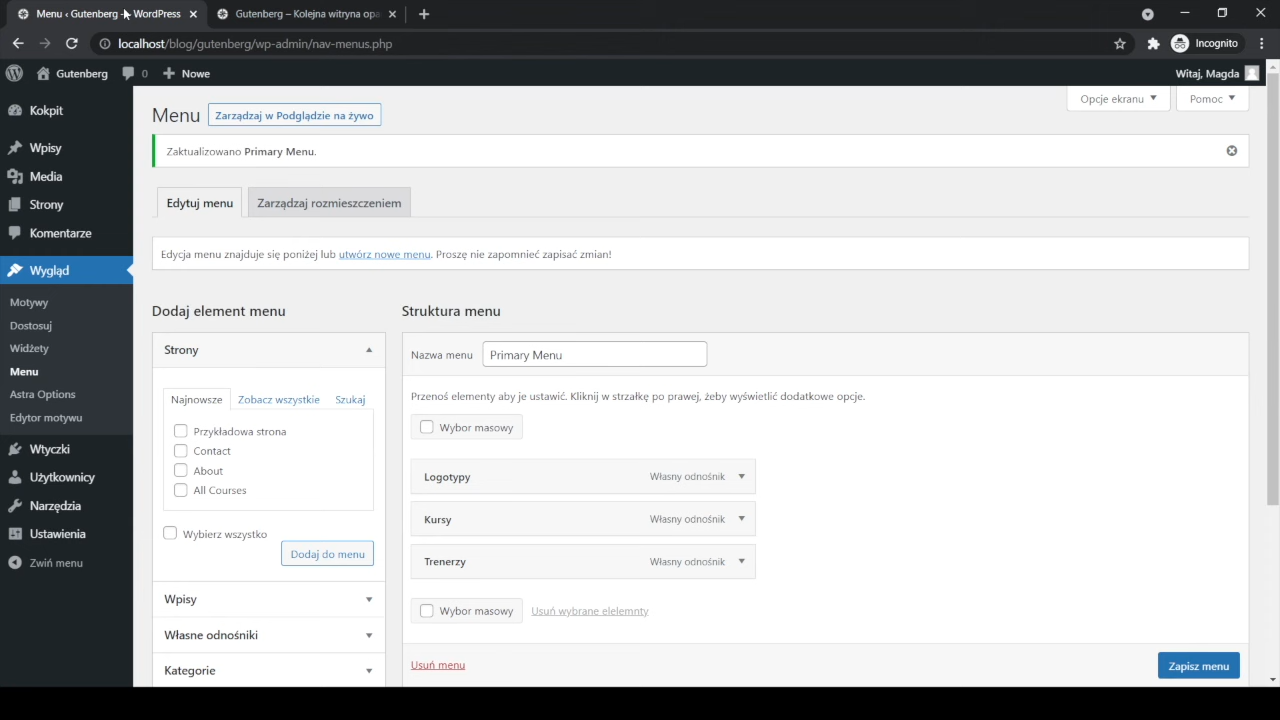 Menu ‹ Gutenberg — WordPress
Gutenberg – Kolejna witryna opa
localhost/blog/gutenberg/wp-admin/nav-menus.php
Incognito
Gutenberg
0
Nowe
Witaj, Magda
Kokpit
Wpisy
Media
Strony
Komentarze
Wygląd
Motywy
Dostosuj
Widżety
Menu
Astra Options
Edytor motywu
Wtyczki
Użytkownicy
Narzędzia
Ustawienia
Zwiń menu
Opcje ekranu
Pomoc
Menu
Zarządzaj w Podglądzie na żywo
Zaktualizowano Primary Menu.
Edytuj menu
Zarządzaj rozmieszczeniem
Edycja menu znajduje się poniżej lub utwórz nowe menu. Proszę nie zapomnieć zapisać zmian!
Dodaj element menu
Strony
Najnowsze
Zobacz wszystkie
Szukaj
Przykładowa strona
Contact
About
All Courses
Wybierz wszystko
Dodaj do menu
Wpisy
Własne odnośniki
Kategorie
Struktura menu
Nazwa menu
Primary Menu
Przenoś elementy aby je ustawić. Kliknij w strzałkę po prawej, żeby wyświetlić dodatkowe opcje.
Wybor masowy
Logotypy
Własny odnośnik
Kursy
Własny odnośnik
Trenerzy
Własny odnośnik
Wybor masowy
Usuń wybrane elelemnty
Usuń menu
Zapisz menu